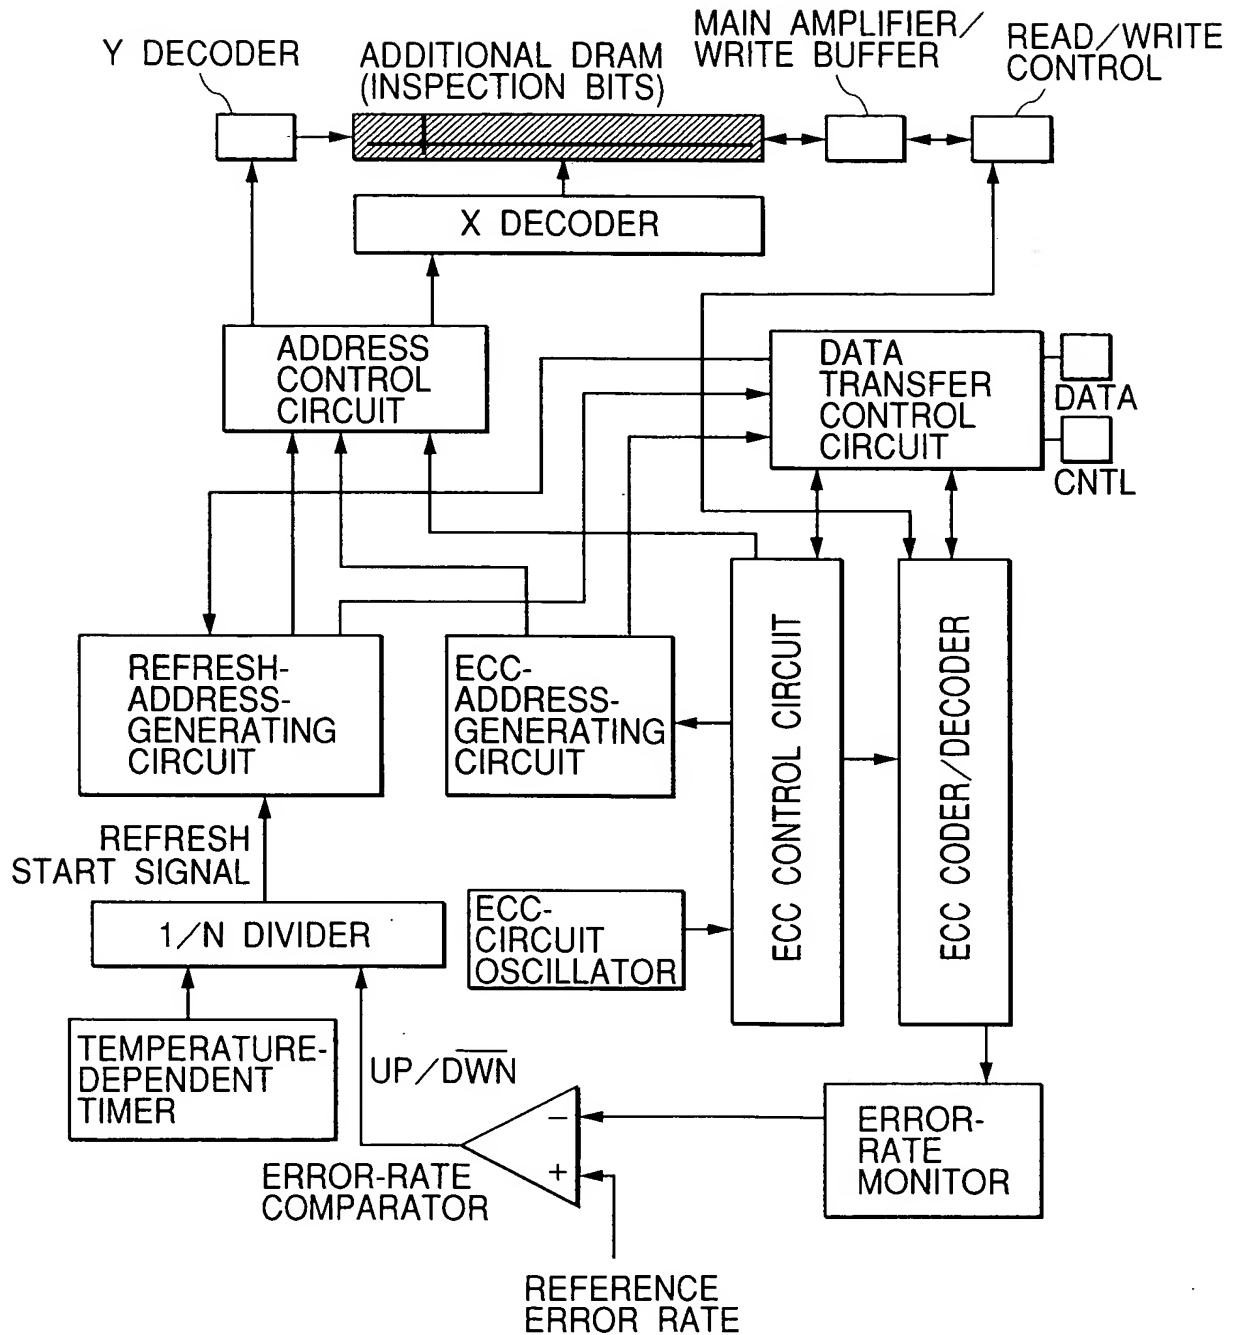 Y DECODER
ADDITIONAL DRAM
(INSPECTION BITS)
MAIN AMPLIFIER/
WRITE BUFFER
READ/WRITE
CONTROL
X DECODER
ADDRESS
CONTROL
CIRCUIT
DATA
TRANSFER
CONTROL
CIRCUIT
DATA
CNTL
REFRESH-
ADDRESS-
GENERATING
CIRCUIT
ECC-
ADDRESS-
GENERATING
CIRCUIT
ECC CONTROL CIRCUIT
ECC CODER/DECODER
REFRESH
START SIGNAL
1/N DIVIDER
ECC-
CIRCUIT
OSCILLATOR
TEMPERATURE-
DEPENDENT
TIMER
UP/D̅W̅N̅
−
+
ERROR-RATE
COMPARATOR
ERROR-
RATE
MONITOR
REFERENCE
ERROR RATE